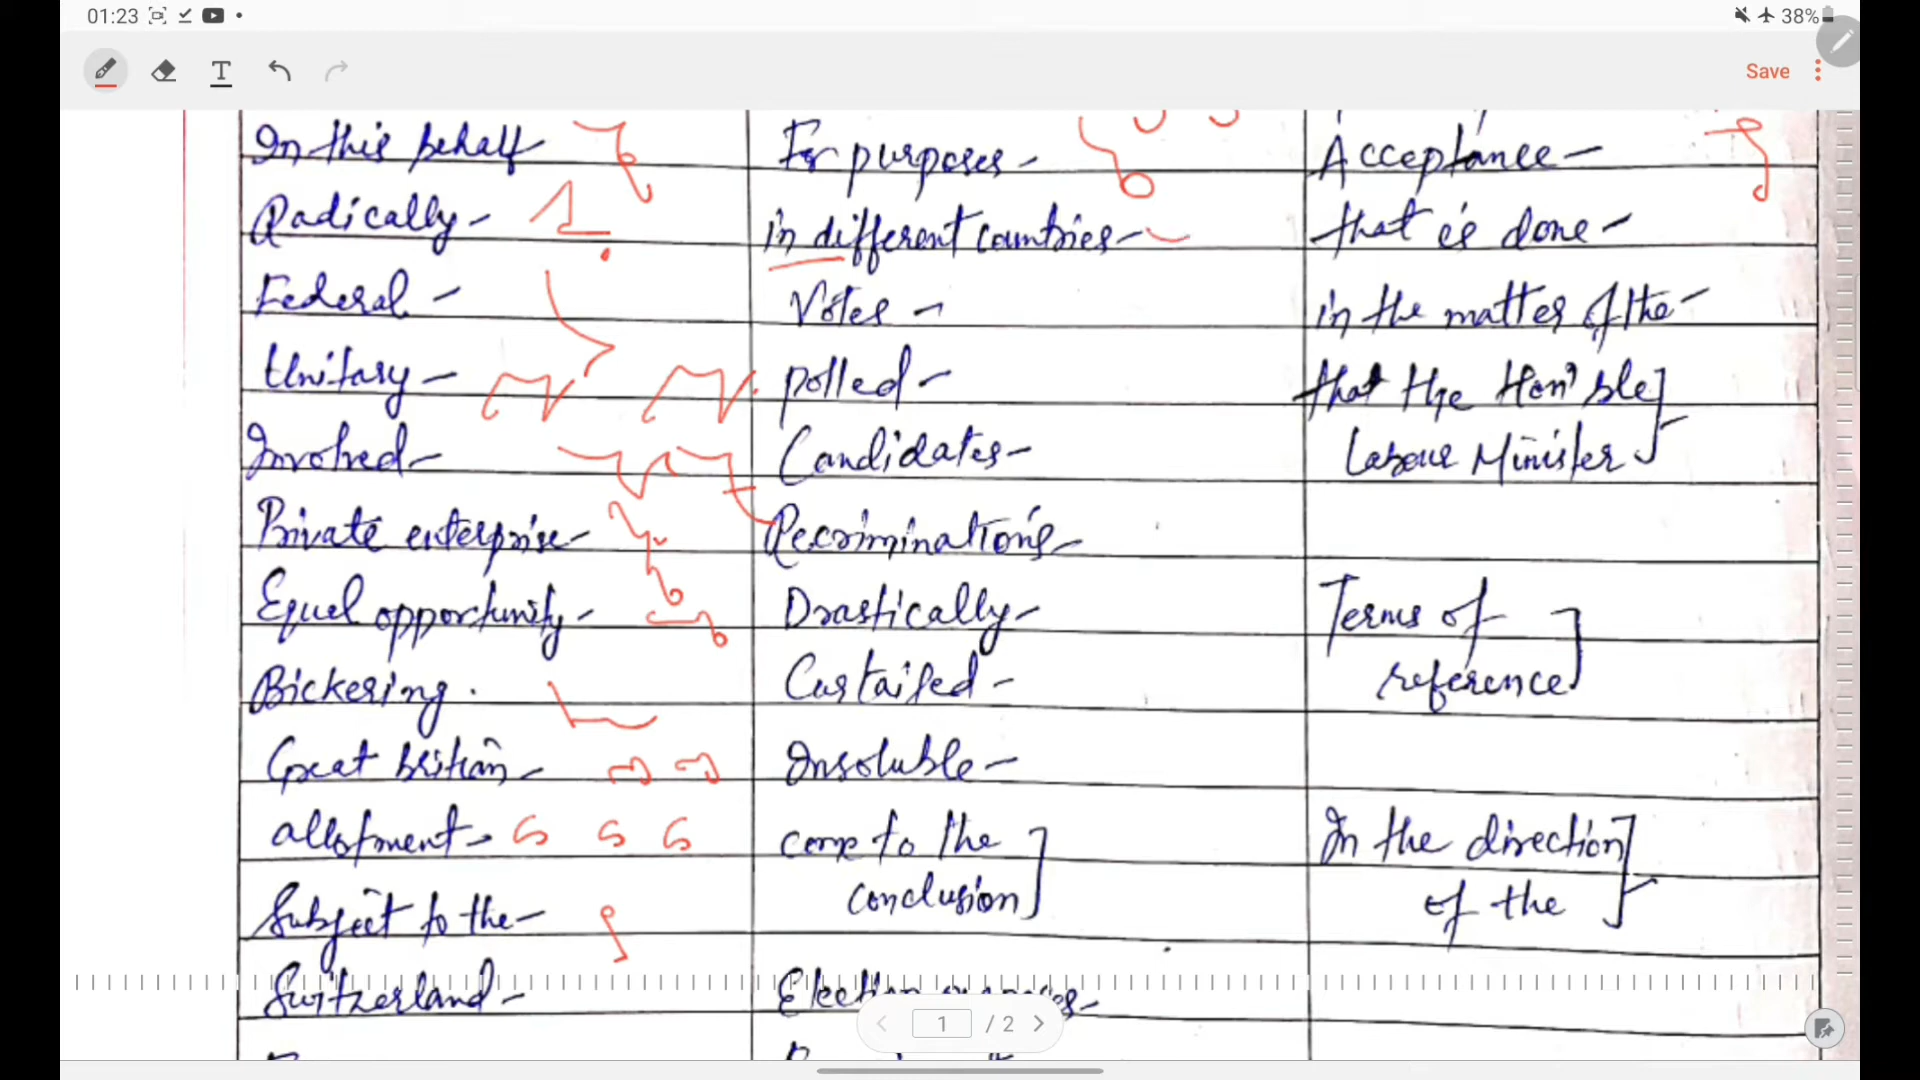 01:23
38%
Save
In this behalf -
Radically -
Federal -
Unitary -
Involved -
Private enterprise -
Equal opportunity -
Bickering .
Great britian -
allotment -
Subject to the -
Switzerland -
For purposes -
in different countries -
Votes -
polled -
Candidates -
Recriminations -
Drastically -
Curtailed -
Insoluble -
come to the
conclusion
Election
Acceptance -
that is done -
in the matter of the -
that the Hon'ble
Labour Minister
Terms of
reference
In the direction
of the
1 / 2